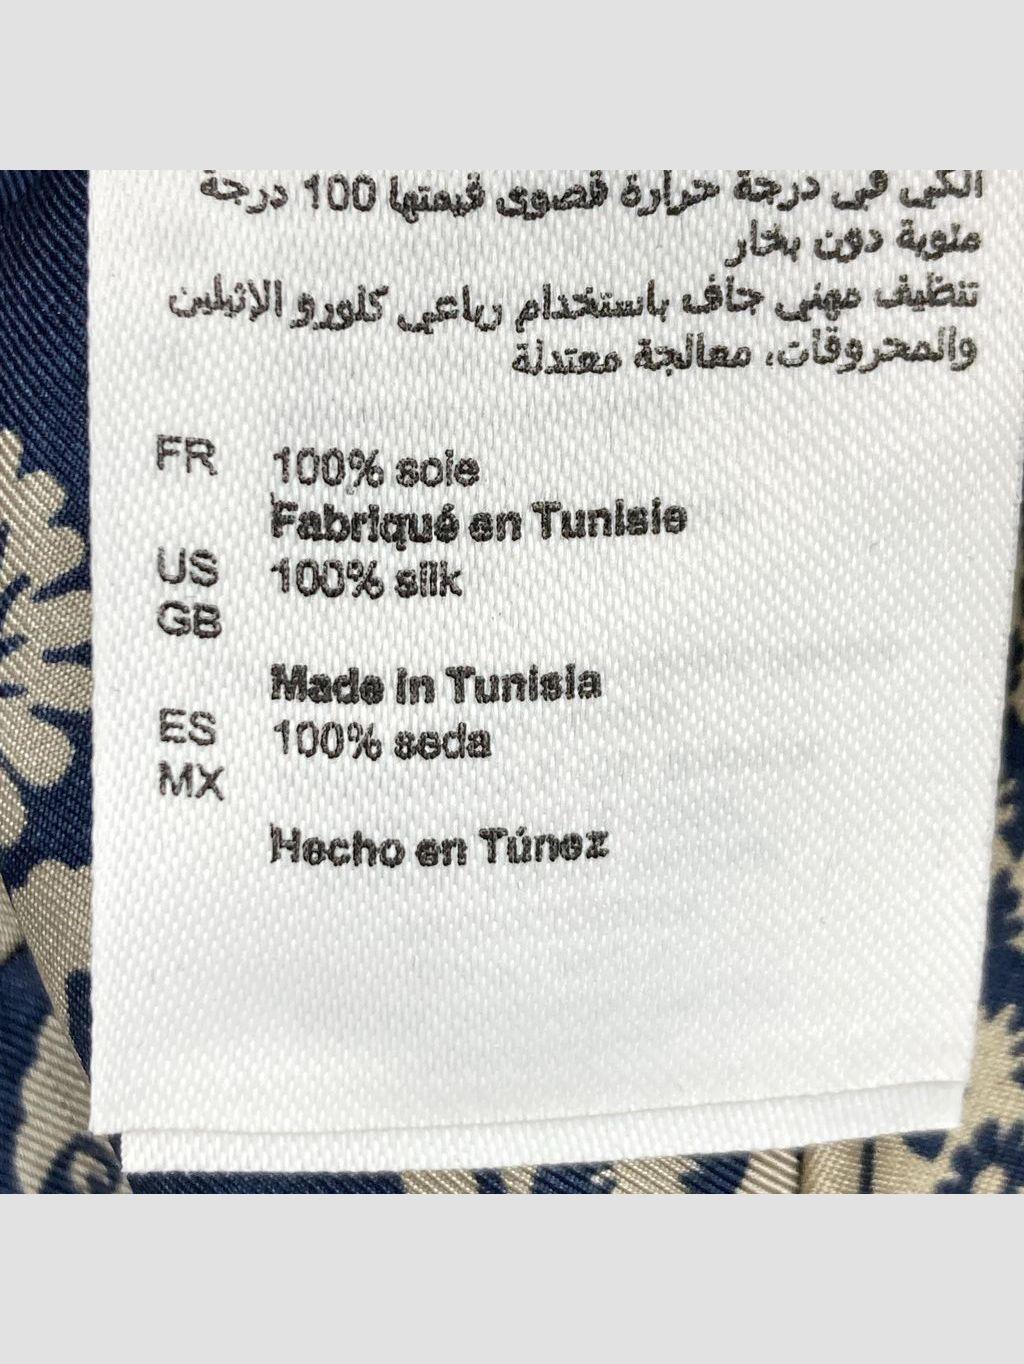 الكي في درجة حرارة قصوى قيمتها 100 درجة
مئوية دون بخار
تنظيف مهني جاف باستخدام رباعي كلورو الاثيلين
والمحروقات، معالجة معتدلة
FR 100% soie
Fabriqué en Tunisie
US 100% silk
GB
Made in Tunisia
ES 100% seda
MX
Hecho en Túnez